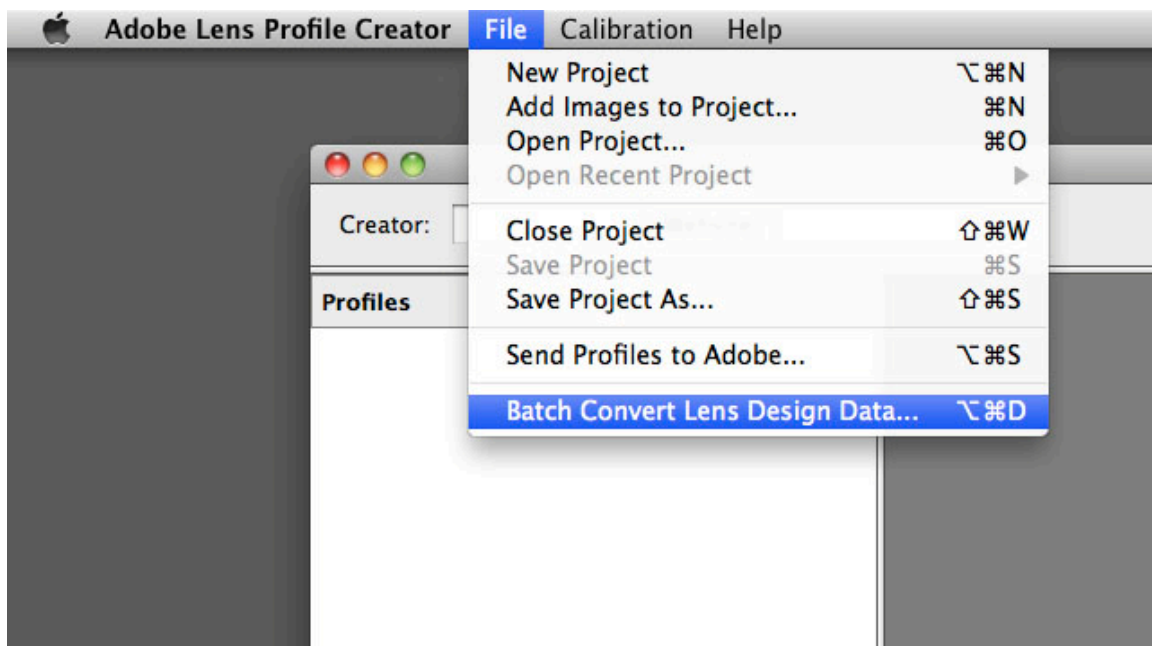 Adobe Lens Profile Creator File Calibration Help
New Project ⌥⌘N
Add Images to Project... ⌘N
Open Project... ⌘O
Open Recent Project ▶
Creator:
Close Project ⇧⌘W
Save Project ⌘S
Profiles
Save Project As... ⇧⌘S
Send Profiles to Adobe... ⌥⌘S
Batch Convert Lens Design Data... ⌥⌘D